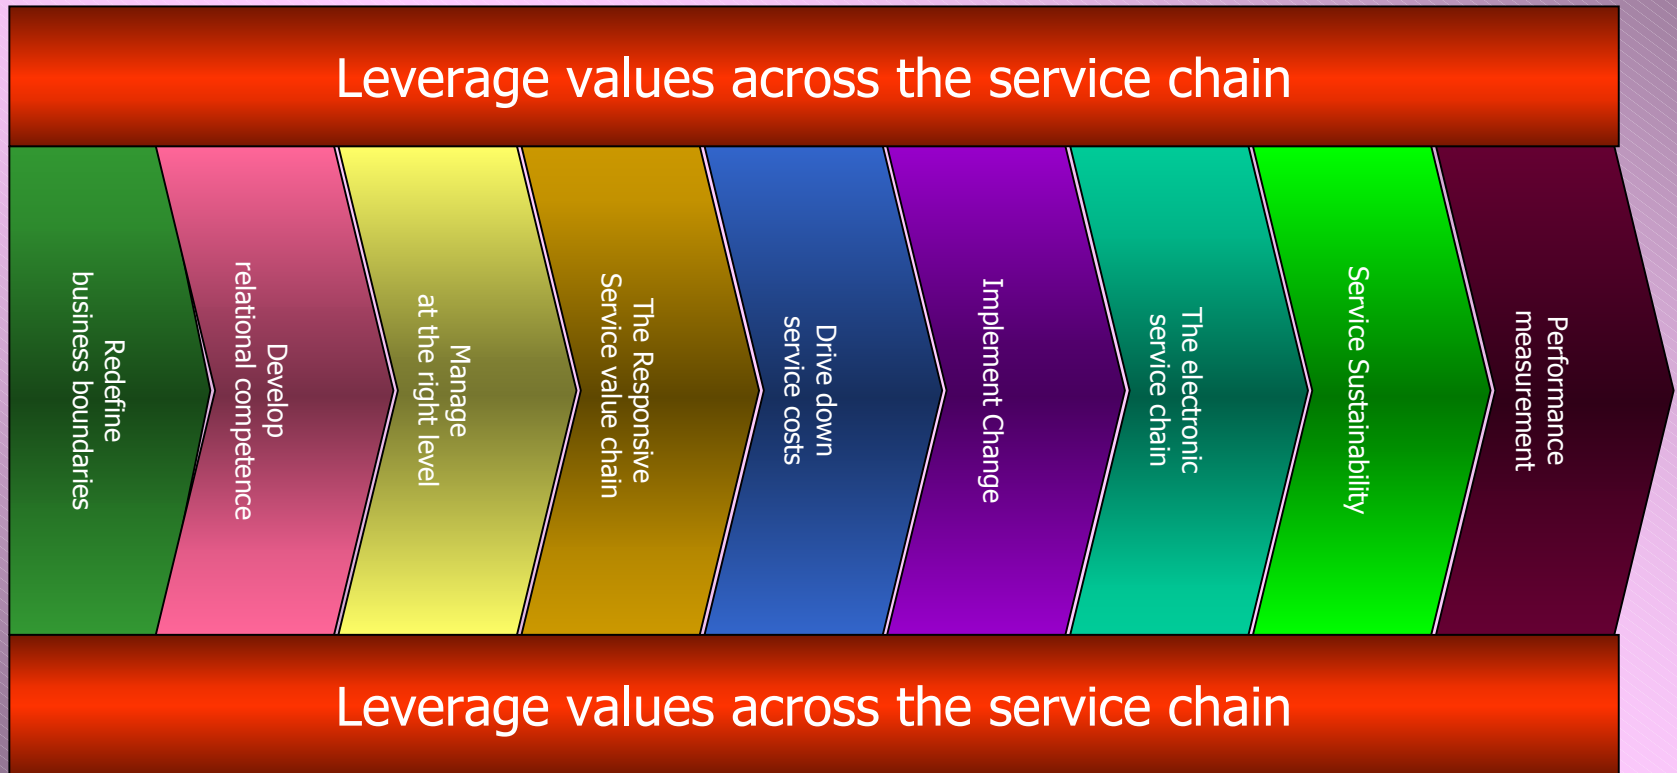 Leverage values across the service chain
Redefine
business boundaries
Develop
relational competence
Manage
at the right level
The Responsive
Service value chain
Drive down
service costs
Implement Change
The electronic
service chain
Service Sustainability
Performance
measurement
Leverage values across the service chain